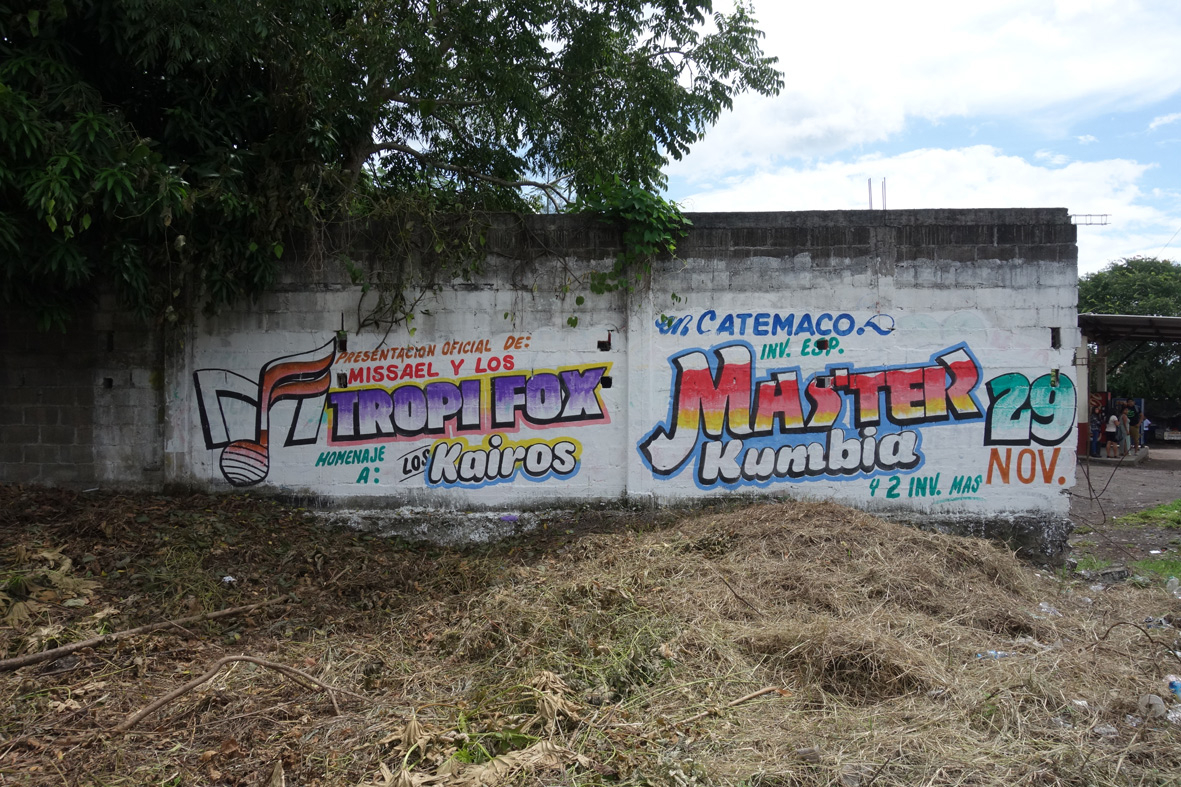 PRESENTACION OFICIAL DE:
MISSAEL Y LOS
TROPI FOX
HOMENAJE
A:
LOS Kairos
en CATEMACO.
INV. ESP.
MASTER
Kumbia
29
NOV.
Y 2 INV. MAS